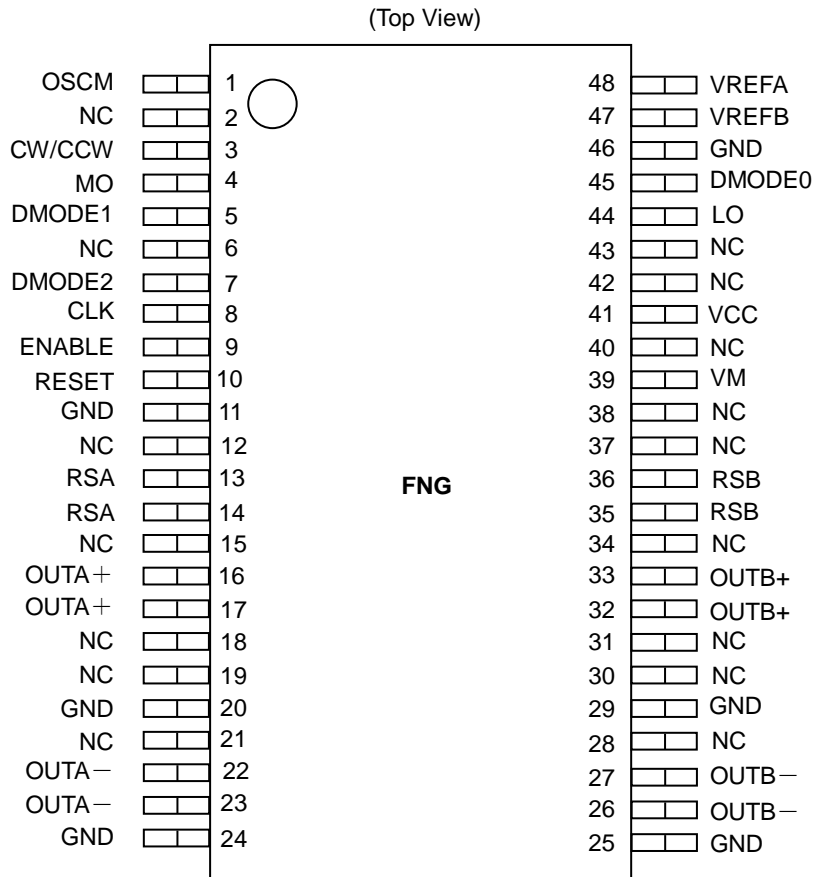 (Top View)
OSCM 1 48 VREFA
NC 2 47 VREFB
CW/CCW 3 46 GND
MO 4 45 DMODE0
DMODE1 5 44 LO
NC 6 43 NC
DMODE2 7 42 NC
CLK 8 41 VCC
ENABLE 9 40 NC
RESET 10 39 VM
GND 11 38 NC
NC 12 37 NC
RSA 13 36 RSB
FNG
RSA 14 35 RSB
NC 15 34 NC
OUTA+ 16 33 OUTB+
OUTA+ 17 32 OUTB+
NC 18 31 NC
NC 19 30 NC
GND 20 29 GND
NC 21 28 NC
OUTA− 22 27 OUTB−
OUTA− 23 26 OUTB−
GND 24 25 GND